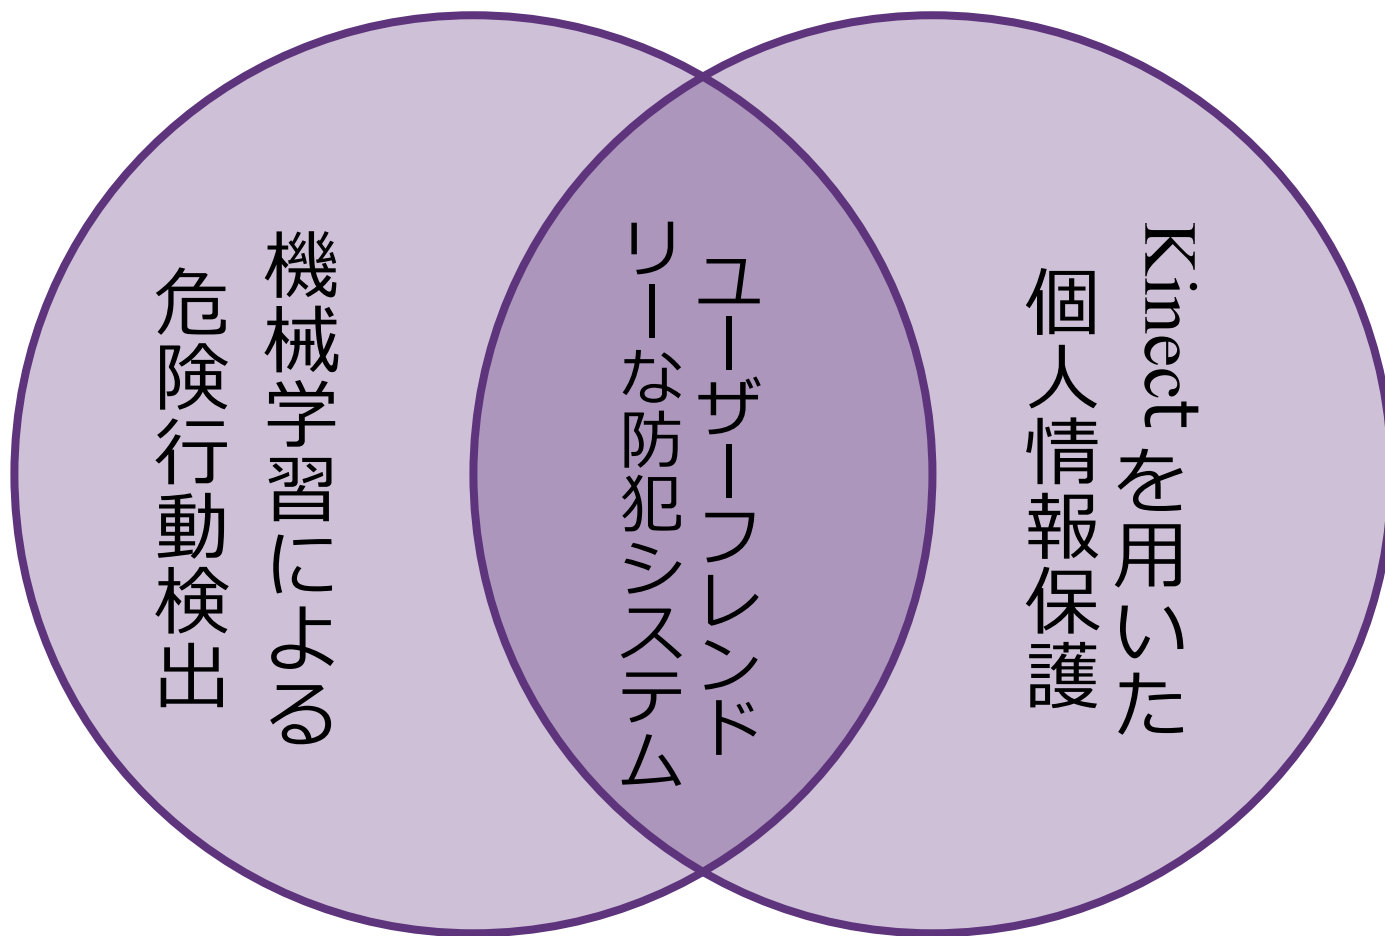 機械学習による
危険行動検出
ユーザーフレンド
リーな防犯システム
Kinectを用いた
個人情報保護